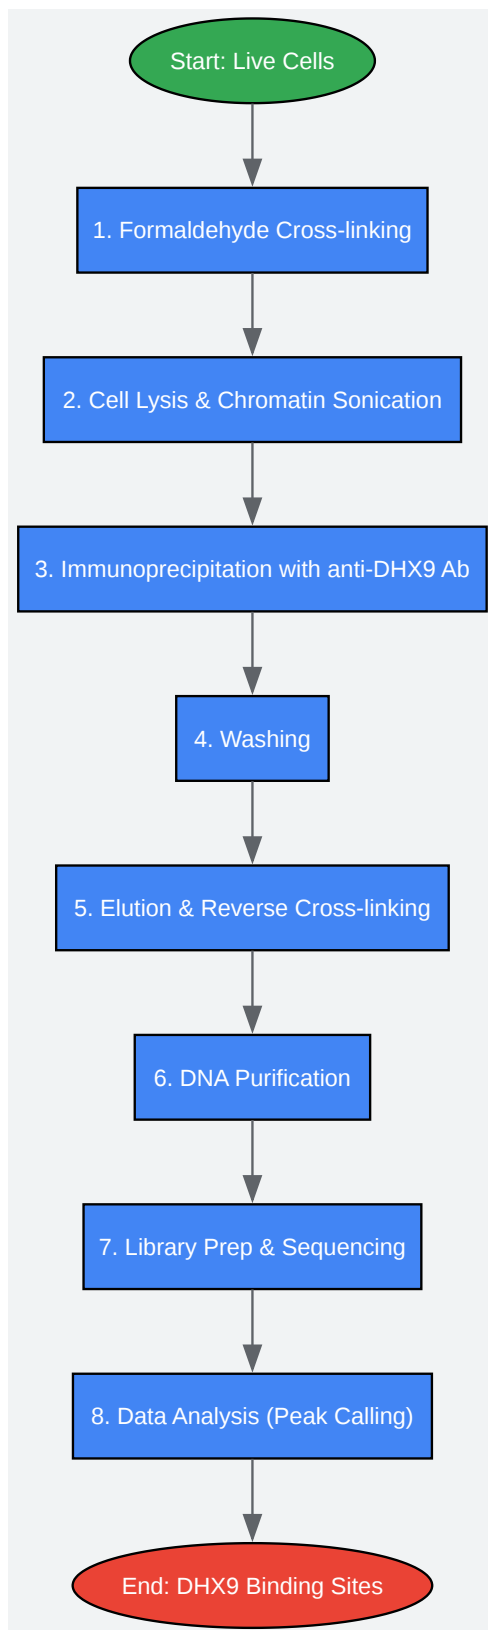 Start: Live Cells
1. Formaldehyde Cross-linking
2. Cell Lysis & Chromatin Sonication
3. Immunoprecipitation with anti-DHX9 Ab
4. Washing
5. Elution & Reverse Cross-linking
6. DNA Purification
7. Library Prep & Sequencing
8. Data Analysis (Peak Calling)
End: DHX9 Binding Sites